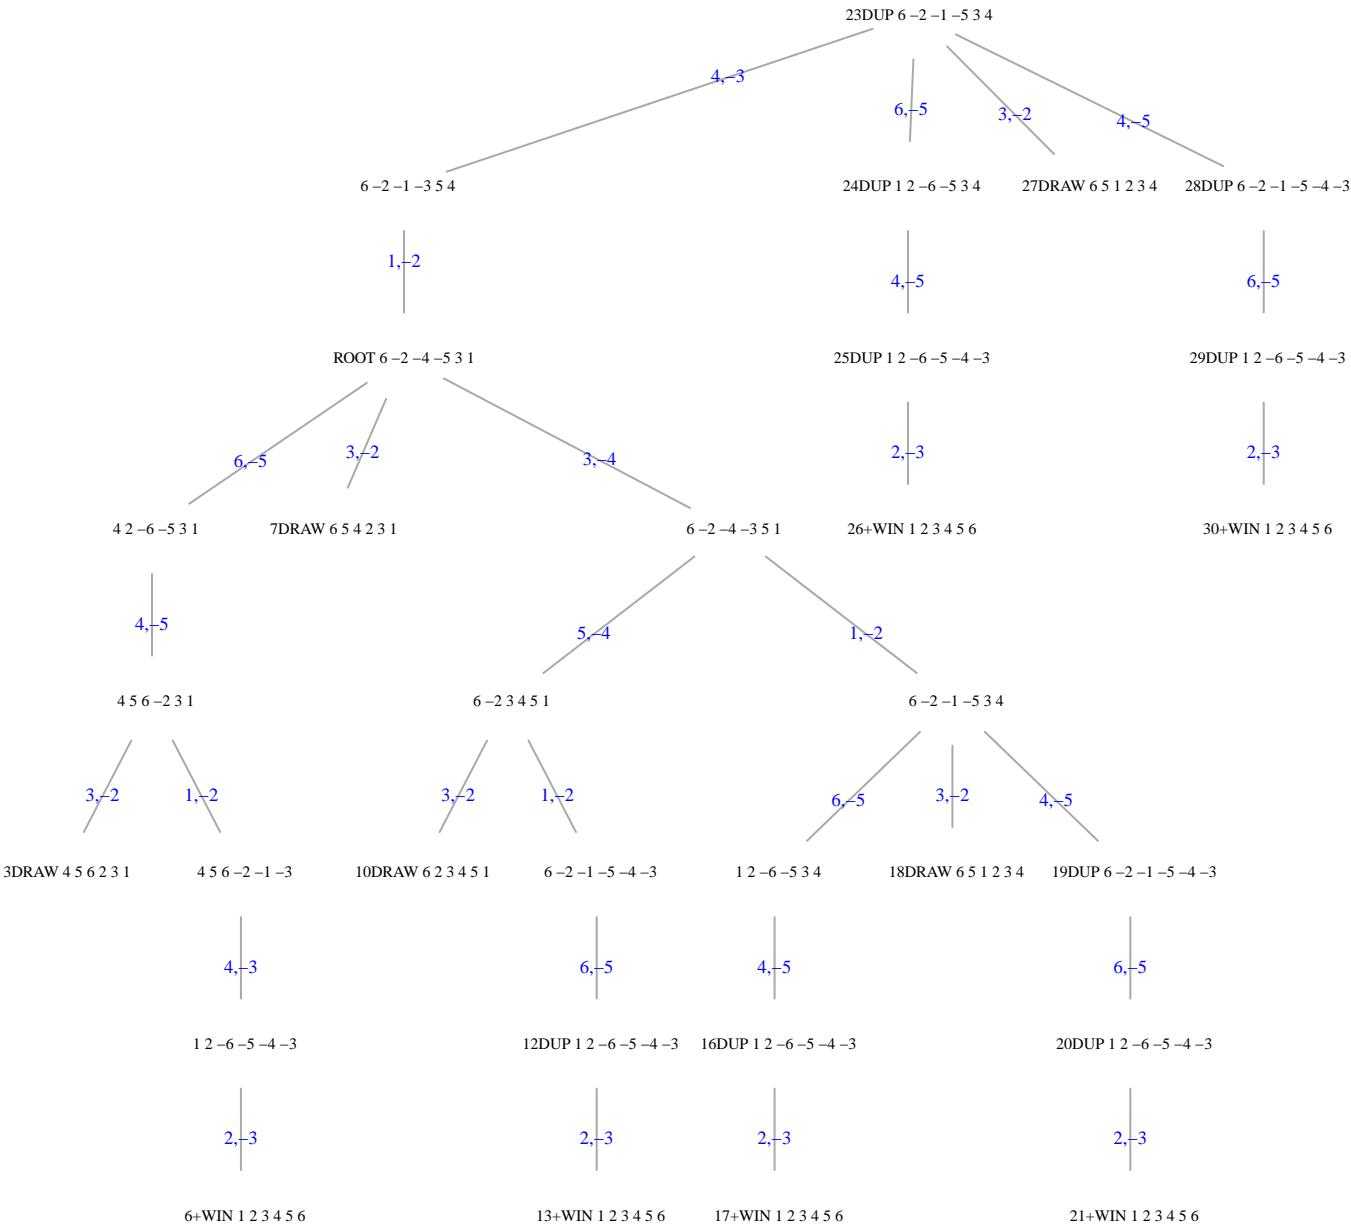 23DUP 6 –2 –1 –5 3 4
4,–3
6,–5
3,–2
4,–5
6 –2 –1 –3 5 4
24DUP 1 2 –6 –5 3 4
27DRAW 6 5 1 2 3 4
28DUP 6 –2 –1 –5 –4 –3
1,–2
4,–5
6,–5
ROOT 6 –2 –4 –5 3 1
25DUP 1 2 –6 –5 –4 –3
29DUP 1 2 –6 –5 –4 –3
6,–5
3,–2
3,–4
2,–3
2,–3
4 2 –6 –5 3 1
7DRAW 6 5 4 2 3 1
6 –2 –4 –3 5 1
26+WIN 1 2 3 4 5 6
30+WIN 1 2 3 4 5 6
4,–5
5,–4
1,–2
4 5 6 –2 3 1
6 –2 3 4 5 1
6 –2 –1 –5 3 4
3,–2
1,–2
3,–2
1,–2
6,–5
3,–2
4,–5
3DRAW 4 5 6 2 3 1
4 5 6 –2 –1 –3
10DRAW 6 2 3 4 5 1
6 –2 –1 –5 –4 –3
1 2 –6 –5 3 4
18DRAW 6 5 1 2 3 4
19DUP 6 –2 –1 –5 –4 –3
4,–3
6,–5
4,–5
6,–5
1 2 –6 –5 –4 –3
12DUP 1 2 –6 –5 –4 –3
16DUP 1 2 –6 –5 –4 –3
20DUP 1 2 –6 –5 –4 –3
2,–3
2,–3
2,–3
2,–3
6+WIN 1 2 3 4 5 6
13+WIN 1 2 3 4 5 6
17+WIN 1 2 3 4 5 6
21+WIN 1 2 3 4 5 6